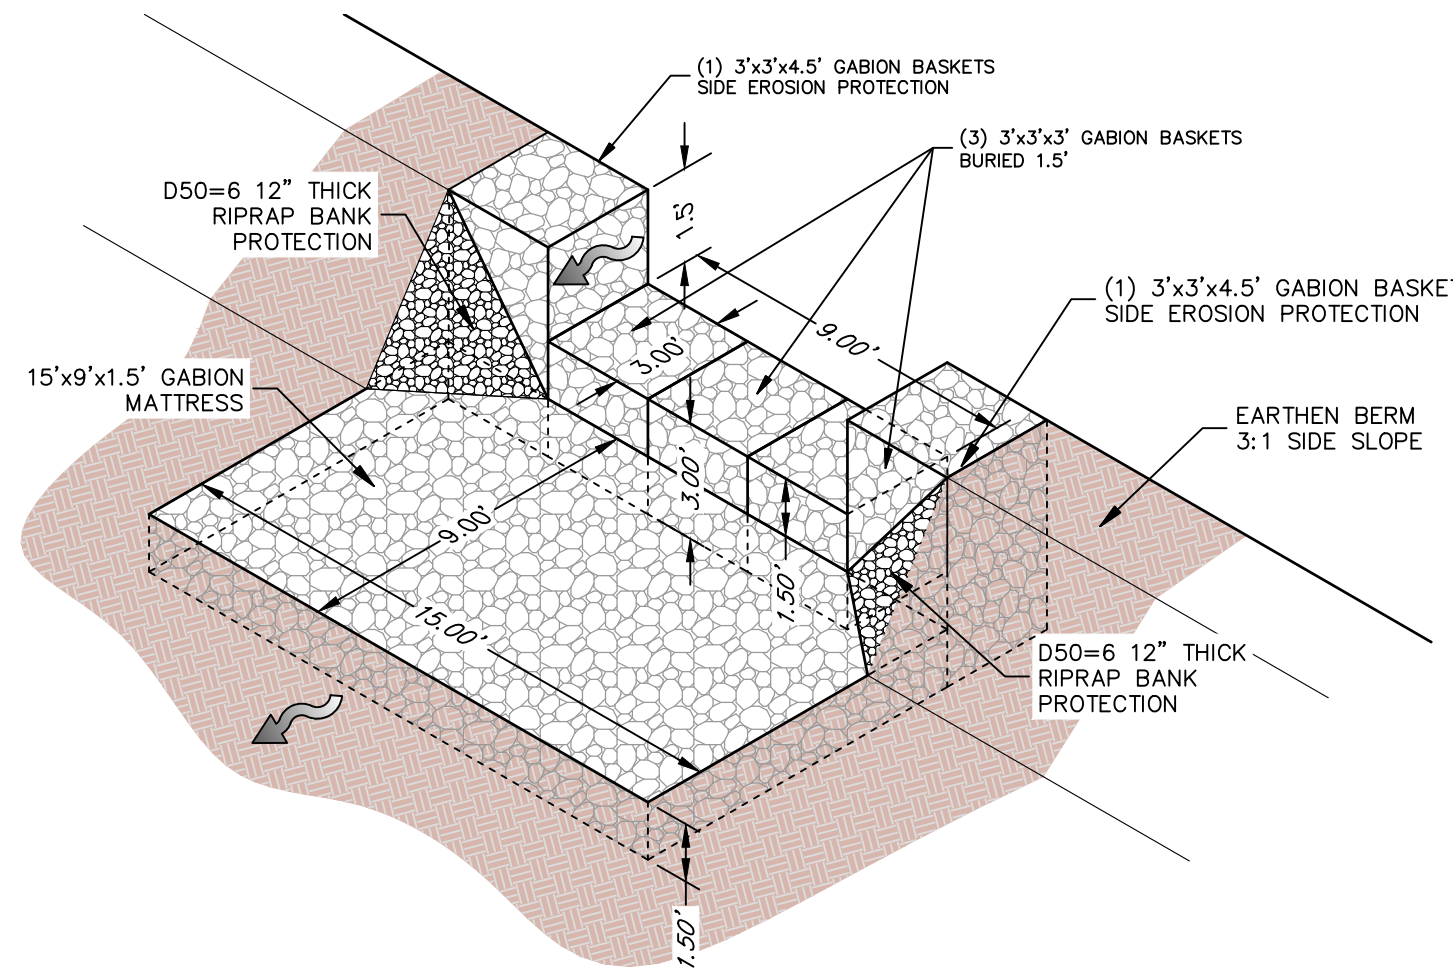 (1) 3'x3'x4.5' GABION BASKETS
SIDE EROSION PROTECTION
(3) 3'x3'x3' GABION BASKETS
BURIED 1.5'
D50=6 12” THICK
RIPRAP BANK
PROTECTION
1.5'
(1) 3'x3'x4.5' GABION BASKE
SIDE EROSION PROTECTION
9.00'
3.00'
15'x9'x1.5' GABION
MATTRESS
EARTHEN BERM
3:1 SIDE SLOPE
3.00'
9.00'
1.50'
15.00'
D50=6 12” THICK
RIPRAP BANK
PROTECTION
1.50'